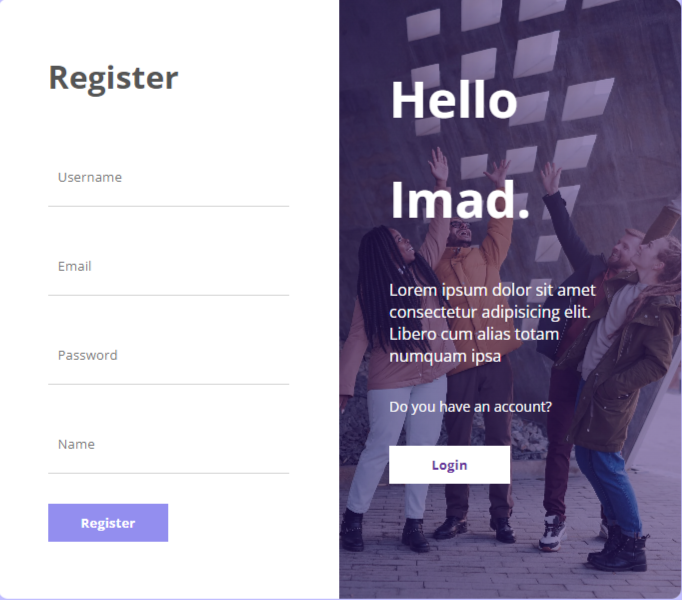 Register
Username
Email
Password
Name
Register
Hello
Imad.
Lorem ipsum dolor sit amet
consectetur adipisicing elit.
Libero cum alias totam
numquam ipsa
Do you have an account?
Login